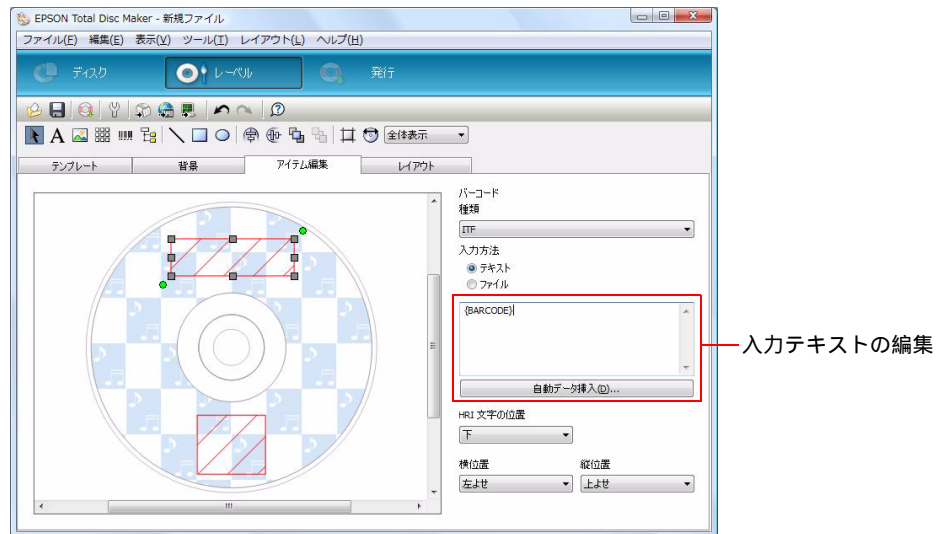 EPSON Total Disc Maker - 新規ファイル
ファイル(F) 編集(E) 表示(V) ツール(T) レイアウト(L) ヘルプ(H)
ディスク レーベル 発行
全体表示
テンプレート 背景 アイテム編集 レイアウト
バーコード
種類
ITF
入力方法
テキスト
ファイル
{BARCODE}
入力テキストの編集
自動データ挿入(D)...
HRI 文字の位置
下
横位置 縦位置
左よせ 上よせ